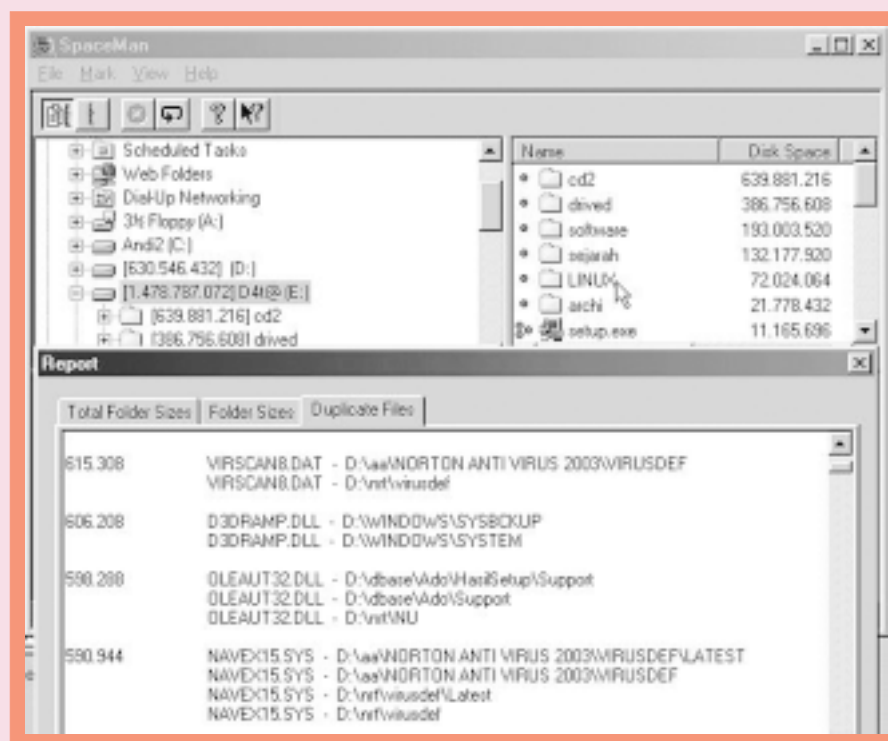 SpaceMan
File Mark View Help
Scheduled Tasks
Web Folders
Dial-Up Networking
3½ Floppy (A:)
Andi2 (C:)
[630.546.432] (D:)
[1.478.787.072] D4t@ (E:)
[639.881.216] cd2
[386.756.608] drived
Name Disk Space
cd2 639.881.216
drived 386.756.608
software 193.003.520
sejarah 132.177.920
LINUX 72.024.064
archi 21.778.432
setup.exe 11.165.696
Report
Total Folder Sizes Folder Sizes Duplicate Files
615.308 VIRSCAN8.DAT - D:\aa\NORTON ANTI VIRUS 2003\VIRUSDEF
VIRSCAN8.DAT - D:\nrt\virusdef
606.208 D3DRAMP.DLL - D:\WINDOWS\SYSBCKUP
D3DRAMP.DLL - D:\WINDOWS\SYSTEM
598.288 OLEAUT32.DLL - D:\dbase\Ado\HasilSetup\Support
OLEAUT32.DLL - D:\dbase\Ado\Support
OLEAUT32.DLL - D:\nrt\NU
590.944 NAVEX15.SYS - D:\aa\NORTON ANTI VIRUS 2003\VIRUSDEF\LATEST
NAVEX15.SYS - D:\aa\NORTON ANTI VIRUS 2003\VIRUSDEF
NAVEX15.SYS - D:\nrt\virusdef\Latest
NAVEX15.SYS - D:\nrt\virusdef